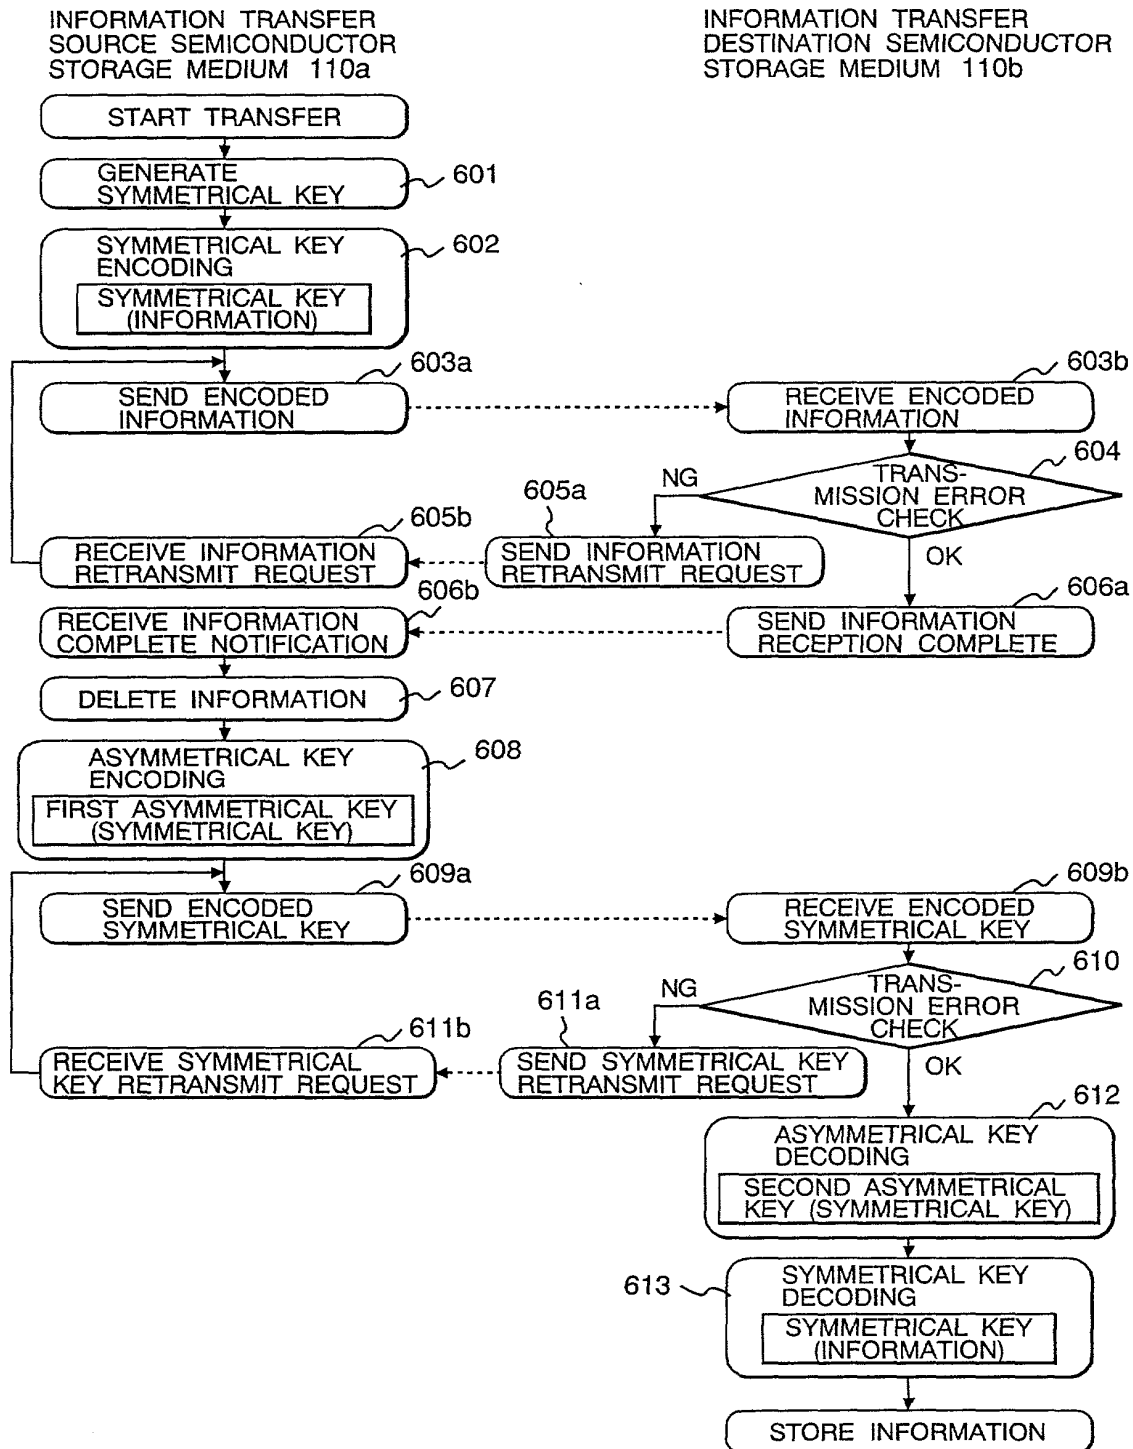 INFORMATION TRANSFER
SOURCE SEMICONDUCTOR
STORAGE MEDIUM 110a
INFORMATION TRANSFER
DESTINATION SEMICONDUCTOR
STORAGE MEDIUM 110b
START TRANSFER
GENERATE
SYMMETRICAL KEY
601
SYMMETRICAL KEY
ENCODING
602
SYMMETRICAL KEY
(INFORMATION)
603a
SEND ENCODED
INFORMATION
603b
RECEIVE ENCODED
INFORMATION
604
TRANS-
MISSION ERROR
CHECK
NG
OK
605a
SEND INFORMATION
RETRANSMIT REQUEST
605b
RECEIVE INFORMATION
RETRANSMIT REQUEST
606a
SEND INFORMATION
RECEPTION COMPLETE
606b
RECEIVE INFORMATION
COMPLETE NOTIFICATION
DELETE INFORMATION
607
ASYMMETRICAL KEY
ENCODING
608
FIRST ASYMMETRICAL KEY
(SYMMETRICAL KEY)
609a
SEND ENCODED
SYMMETRICAL KEY
609b
RECEIVE ENCODED
SYMMETRICAL KEY
610
TRANS-
MISSION ERROR
CHECK
NG
OK
611a
SEND SYMMETRICAL KEY
RETRANSMIT REQUEST
611b
RECEIVE SYMMETRICAL
KEY RETRANSMIT REQUEST
612
ASYMMETRICAL KEY
DECODING
SECOND ASYMMETRICAL
KEY (SYMMETRICAL KEY)
613
SYMMETRICAL KEY
DECODING
SYMMETRICAL KEY
(INFORMATION)
STORE INFORMATION